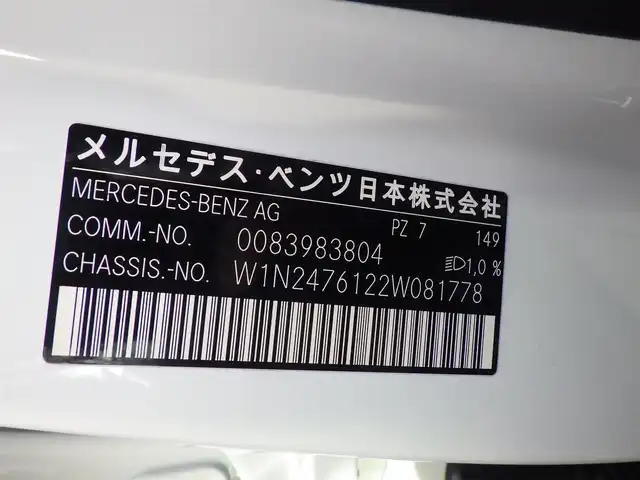 メルセデス・ベンツ日本株式会社
MERCEDES-BENZ AG PZ 7 149
COMM.-NO. 0083983804 1,0 %
CHASSIS.-NO. W1N2476122W081778